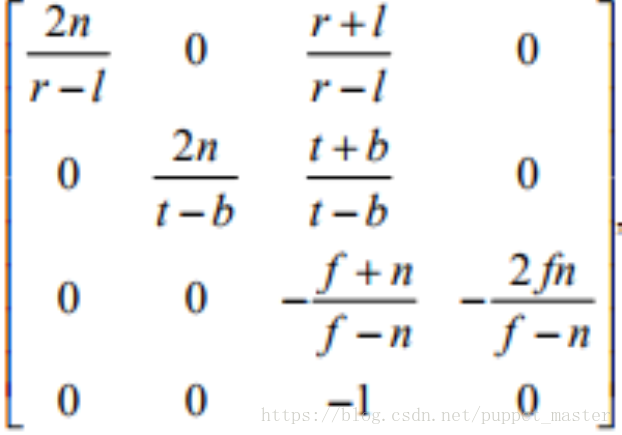 2n/(r−l) 0 (r+l)/(r−l) 0
0 2n/(t−b) (t+b)/(t−b) 0
0 0 −(f+n)/(f−n) −2fn/(f−n)
0 0 −1 0 ,
https://blog.csdn.net/puppet_master